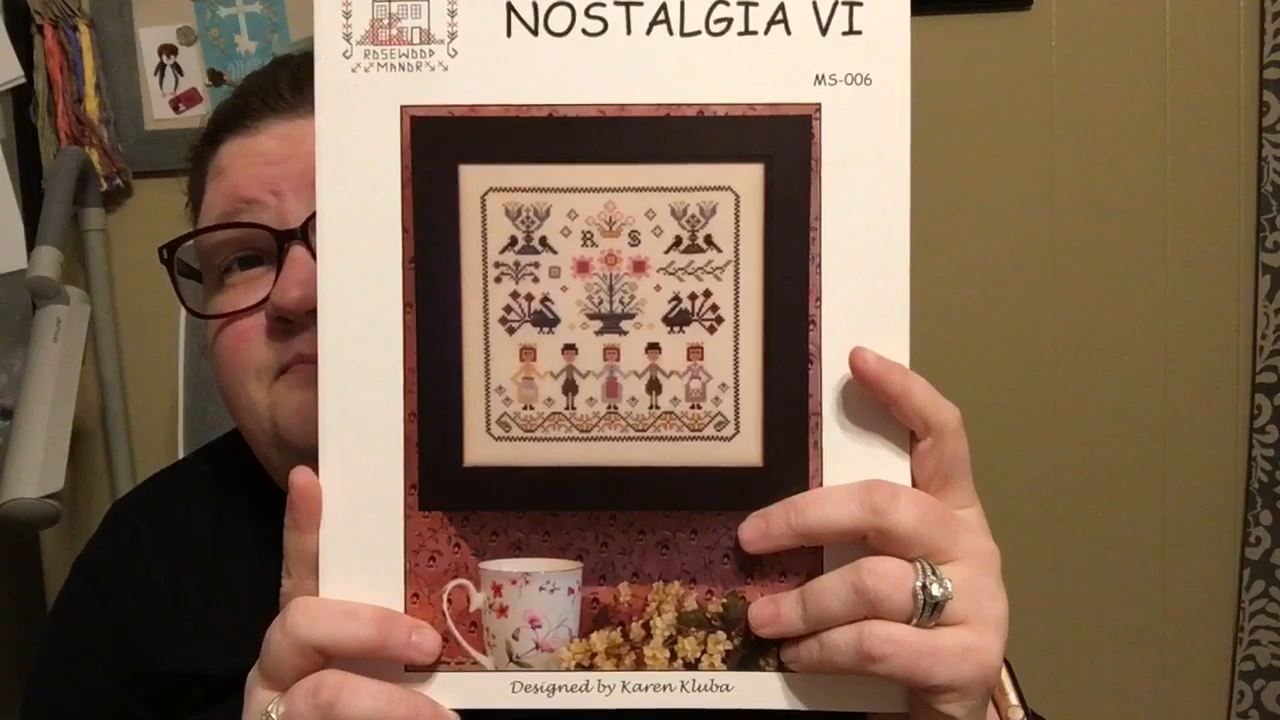 NOSTALGIA VI
ROSEWOOD
MANOR
MS-006
R S
Designed by Karen Kluba